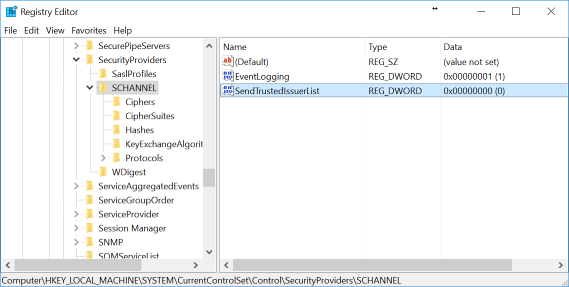 Registry Editor
File Edit View Favorites Help
SecurePipeServers
SecurityProviders
SaslProfiles
SCHANNEL
Ciphers
CipherSuites
Hashes
KeyExchangeAlgorit
Protocols
WDigest
ServiceAggregatedEvents
ServiceGroupOrder
ServiceProvider
Session Manager
SNMP
SQMServiceList
Name Type Data
(Default) REG_SZ (value not set)
EventLogging REG_DWORD 0x00000001 (1)
SendTrustedIssuerList REG_DWORD 0x00000000 (0)
Computer\HKEY_LOCAL_MACHINE\SYSTEM\CurrentControlSet\Control\SecurityProviders\SCHANNEL